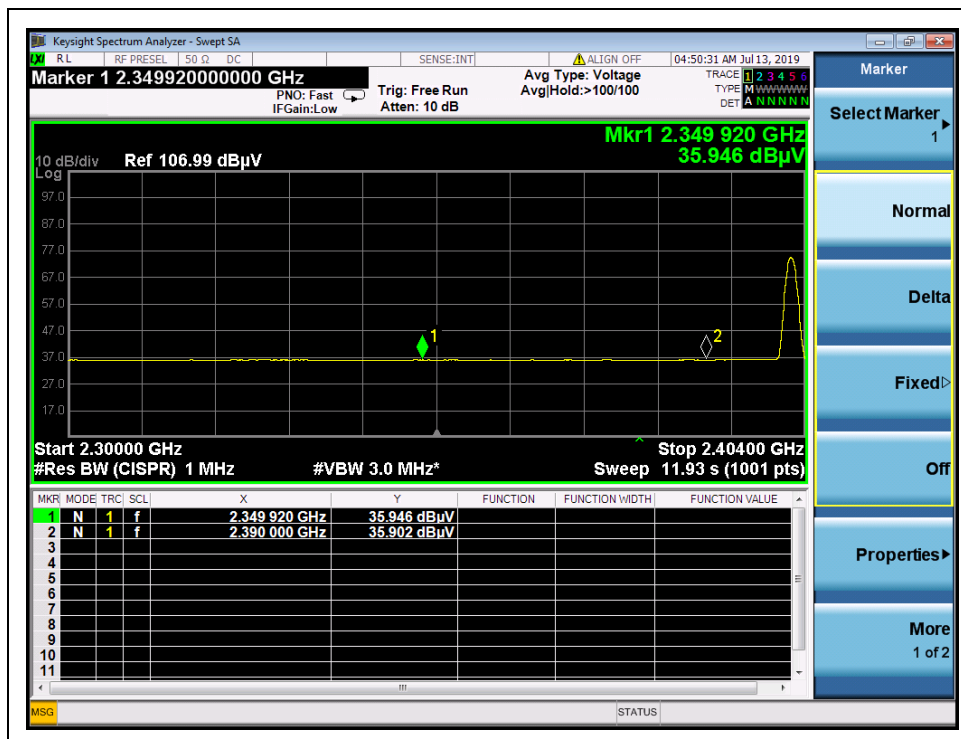 Keysight Spectrum Analyzer - Swept SA
LXI RL RF PRESEL 50 Ω DC SENSE:INT ALIGN OFF 04:50:31 AM Jul 13, 2019
Marker 1 2.349920000000 GHz
PNO: Fast
IFGain:Low
Trig: Free Run
Atten: 10 dB
Avg Type: Voltage
Avg|Hold:>100/100
TRACE 1 2 3 4 5 6
TYPE M WWWWW
DET A N N N N N
Mkr1 2.349 920 GHz
35.946 dBµV
10 dB/div Ref 106.99 dBµV
Log
97.0
87.0
77.0
67.0
57.0
47.0
37.0
27.0
17.0
1
2
Start 2.30000 GHz Stop 2.40400 GHz
#Res BW (CISPR) 1 MHz #VBW 3.0 MHz* Sweep 11.93 s (1001 pts)
MKR MODE TRC SCL X Y FUNCTION FUNCTION WIDTH FUNCTION VALUE
1 N 1 f 2.349 920 GHz 35.946 dBµV
2 N 1 f 2.390 000 GHz 35.902 dBµV
3
4
5
6
7
8
9
10
11
MSG STATUS
Marker
Select Marker
1
Normal
Delta
Fixed
Off
Properties
More
1 of 2